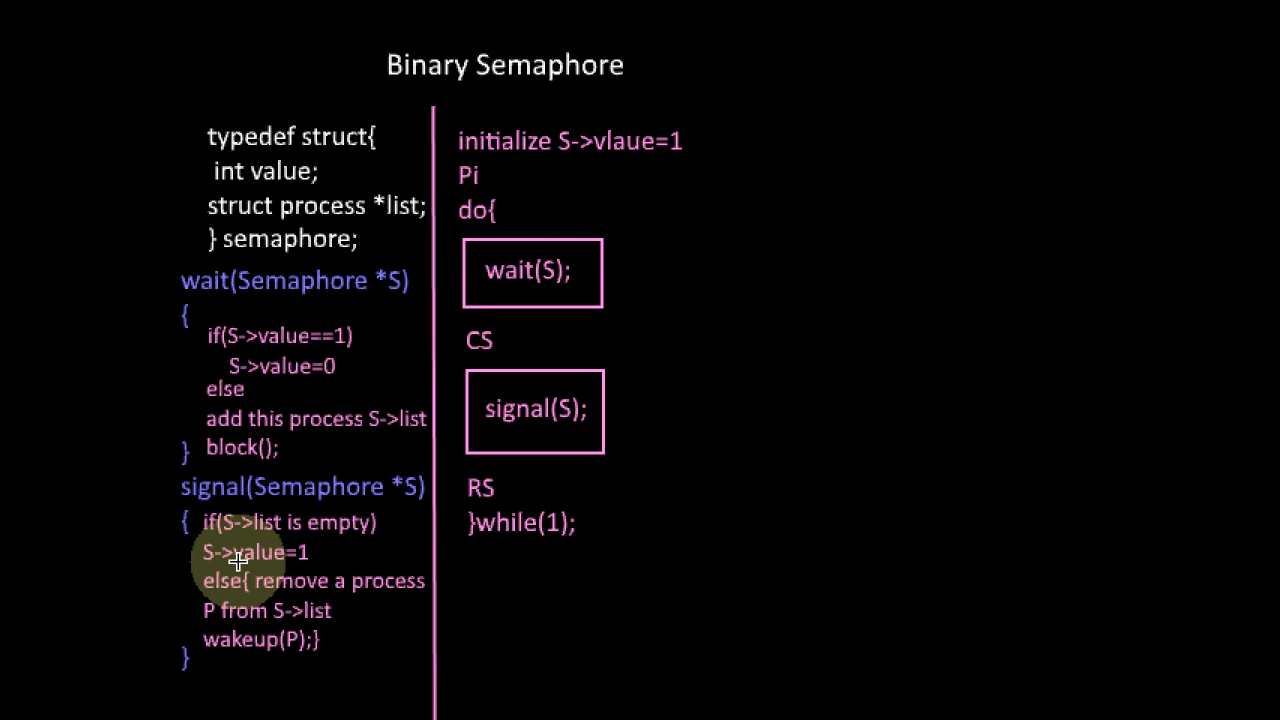 Binary Semaphore
typedef struct{
int value;
struct process *list;
} semaphore;
wait(Semaphore *S)
{
if(S->value==1)
S->value=0
else
add this process S->list
block();
}
signal(Semaphore *S)
{ if(S->list is empty)
S->value=1
else{ remove a process
P from S->list
wakeup(P);}
}
initialize S->vlaue=1
Pi
do{
wait(S);
CS
signal(S);
RS
}while(1);